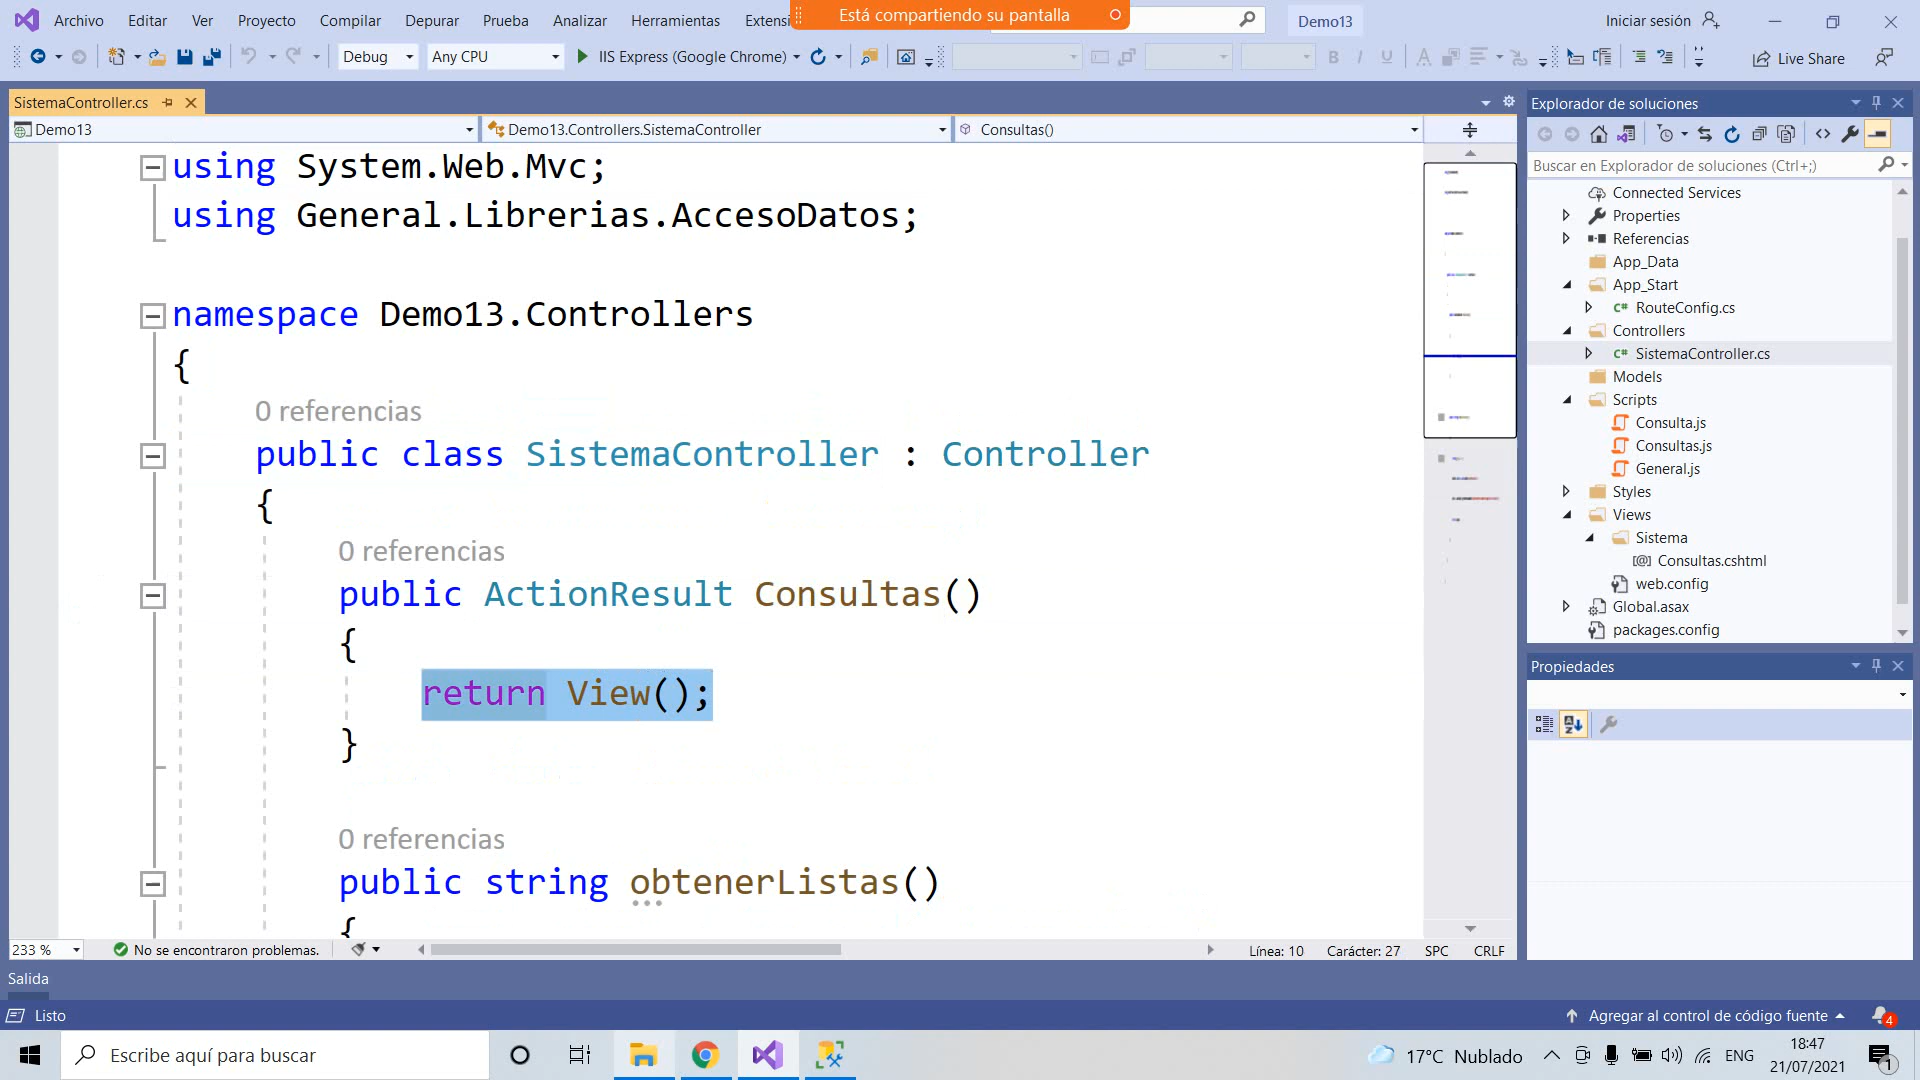 Archivo Editar Ver Proyecto Compilar Depurar Prueba Analizar Herramientas Extensi
Está compartiendo su pantalla
Demo13
Iniciar sesión
Debug Any CPU IIS Express (Google Chrome)
Live Share
SistemaController.cs
Demo13 Demo13.Controllers.SistemaController Consultas()
using System.Web.Mvc;
using General.Librerias.AccesoDatos;
namespace Demo13.Controllers
{
0 referencias
public class SistemaController : Controller
{
0 referencias
public ActionResult Consultas()
{
return View();
}
0 referencias
public string obtenerListas()
{
233 % No se encontraron problemas. Línea: 10 Carácter: 27 SPC CRLF
Explorador de soluciones
Buscar en Explorador de soluciones (Ctrl+;)
Connected Services
Properties
Referencias
App_Data
App_Start
C# RouteConfig.cs
Controllers
C# SistemaController.cs
Models
Scripts
Consulta.js
Consultas.js
General.js
Styles
Views
Sistema
[@] Consultas.cshtml
web.config
Global.asax
packages.config
Propiedades
Salida
Listo
Agregar al control de código fuente
4
Escribe aquí para buscar
17°C Nublado
ENG
18:47
21/07/2021
1